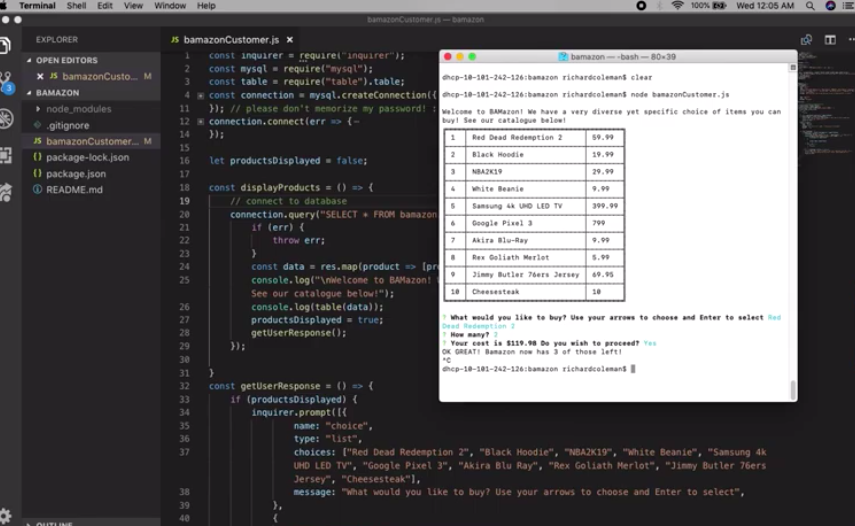 Terminal Shell Edit View Window Help
100% Wed 12:05 AM
bamazonCustomer.js — bamazon
EXPLORER
OPEN EDITORS
JS bamazonCusto... M
BAMAZON
node_modules
.gitignore
JS bamazonCustomer... M
{} package-lock.json
{} package.json
README.md
OUTLINE
3
JS bamazonCustomer.js
1 const inquirer = require("inquirer");
2 const mysql = require("mysql");
3 const table = require("table").table;
4 const connection = mysql.createConnection({
11 }); // please don't memorize my password! :
12 connection.connect(err => {
14 });
15
16 let productsDisplayed = false;
17
18 const displayProducts = () => {
19 // connect to database
20 connection.query("SELECT * FROM bamazon
21 if (err) {
22 throw err;
23 }
24 const data = res.map(product => [pro
25 console.log("\nWelcome to BAMazon!
See our catalogue below!");
26 console.log(table(data));
27 productsDisplayed = true;
28 getUserResponse();
29 });
30
31 }
32 const getUserResponse = () => {
33 if (productsDisplayed) {
34 inquirer.prompt([{
35 name: "choice",
36 type: "list",
37 choices: ["Red Dead Redemption 2", "Black Hoodie", "NBA2K19", "White Beanie", "Samsung 4k
UHD LED TV", "Google Pixel 3", "Akira Blu Ray", "Rex Goliath Merlot", "Jimmy Butler 76ers
Jersey", "Cheesesteak"],
38 message: "What would you like to buy? Use your arrows to choose and Enter to select",
39 },
40 {
bamazon — -bash — 80×39
dhcp-10-101-242-126:bamazon richardcoleman$ clear
dhcp-10-101-242-126:bamazon richardcoleman$ node bamazonCustomer.js
Welcome to BAMazon! We have a very diverse yet specific choice of items you can
buy! See our catalogue below!
1 Red Dead Redemption 2 59.99
2 Black Hoodie 19.99
3 NBA2K19 29.99
4 White Beanie 9.99
5 Samsung 4k UHD LED TV 399.99
6 Google Pixel 3 799
7 Akira Blu-Ray 9.99
8 Rex Goliath Merlot 5.99
9 Jimmy Butler 76ers Jersey 69.95
10 Cheesesteak 10
? What would you like to buy? Use your arrows to choose and Enter to select Red
Dead Redemption 2
? How many? 2
? Your cost is $119.98 Do you wish to proceed? Yes
OK GREAT! Bamazon now has 3 of those left!
^C
dhcp-10-101-242-126:bamazon richardcoleman$